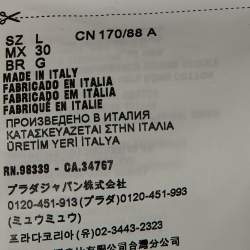 SZ L CN 170/88 A
MX 30
BR G
MADE IN ITALY
FABRICADO EN ITALIA
FABRICADO EM ITÁLIA
FABRIQUÉ EN ITALIE
ПРОИЗВЕДЕНО В ИТАЛИЯ
ΚΑΤΑΣΚΕΥΑΖΕΤΑΙ ΣΤΗΝ ΙΤΑΛΙΑ
ÜRETİM YERİ İTALYA
RN.98339 - CA.34767
プラダジャパン株式会社
0120-451-913(プラダ)0120-451-993
(ミュウミュウ)
프라다코리아(유) 02-3443-2323